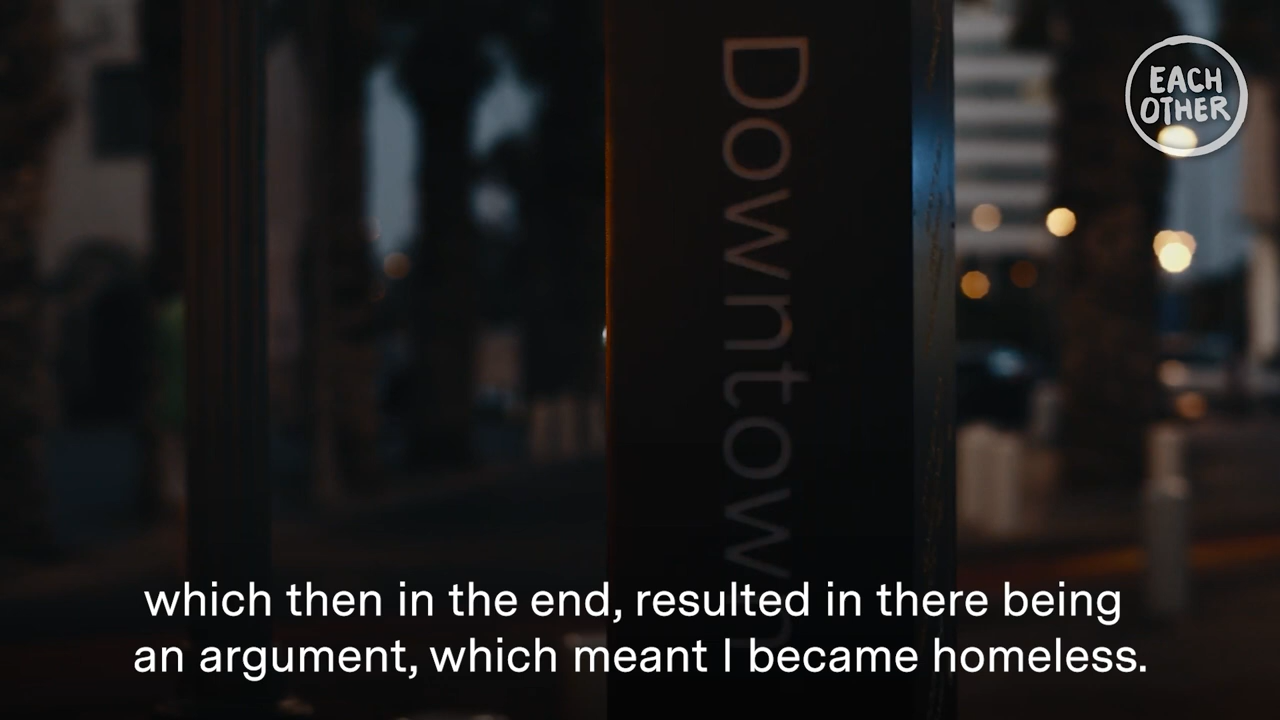 EACH
OTHER
Downtown
which then in the end, resulted in there being
an argument, which meant I became homeless.